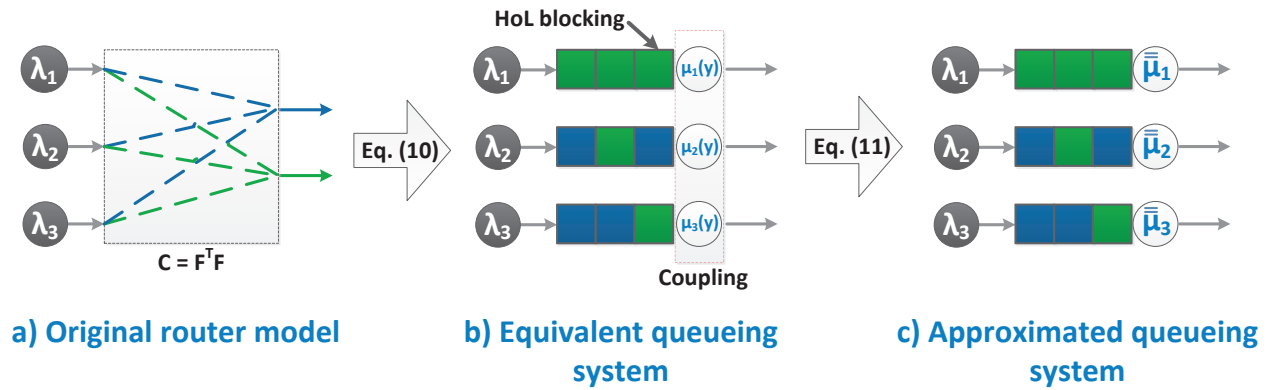 λ1
λ2
λ3
C = FᵀF
a) Original router model
Eq. (10)
HoL blocking
λ1
μ1(y)
λ2
μ2(y)
λ3
μ3(y)
Coupling
b) Equivalent queueing
system
Eq. (11)
λ1
μ̿1
λ2
μ̿2
λ3
μ̿3
c) Approximated queueing
system